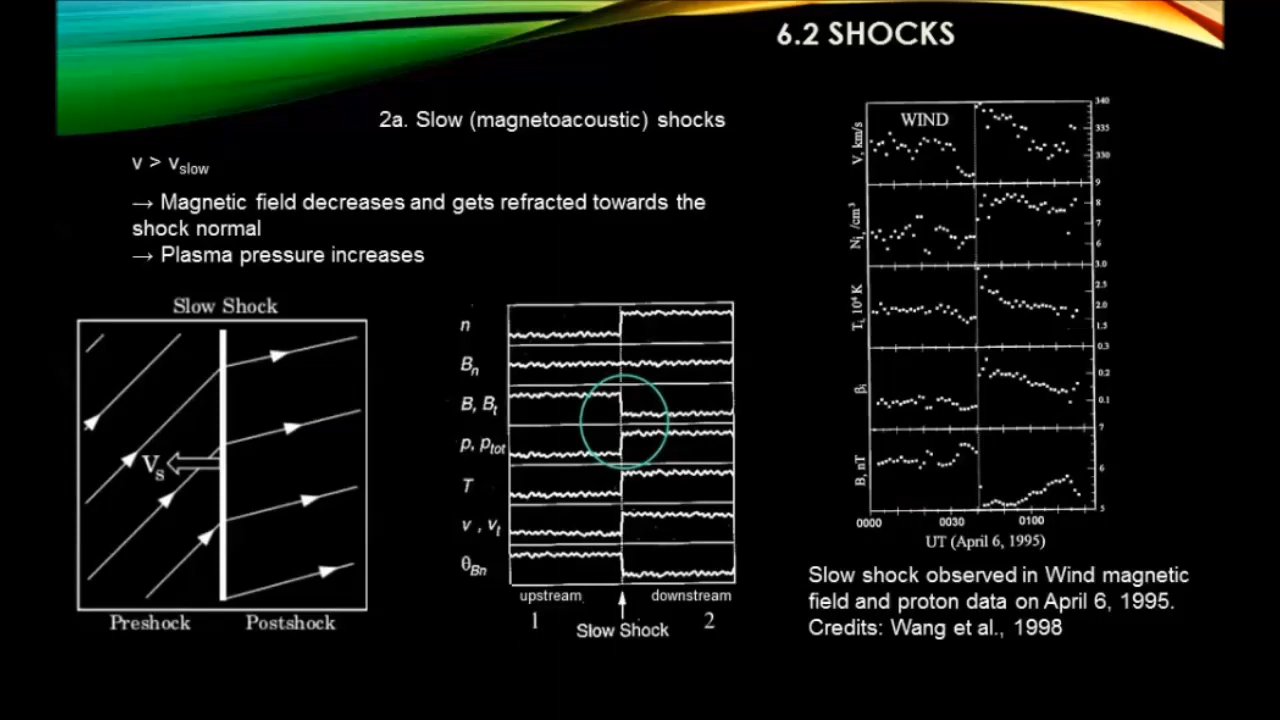 6.2 SHOCKS
2a. Slow (magnetoacoustic) shocks
v > vslow
→ Magnetic field decreases and gets refracted towards the
shock normal
→ Plasma pressure increases
Slow Shock
Vs
Preshock
Postshock
n
Bn
B, Bt
p, ptot
T
v , vt
θBn
upstream
downstream
1
2
Slow Shock
WIND
V, km/s
340
335
330
Ni, /cm³
9
8
7
6
Ti, 10⁴ K
3.0
2.5
2.0
1.5
βi
0.3
0.2
0.1
B, nT
7
6
5
0000
0030
0100
UT (April 6, 1995)
Slow shock observed in Wind magnetic
field and proton data on April 6, 1995.
Credits: Wang et al., 1998